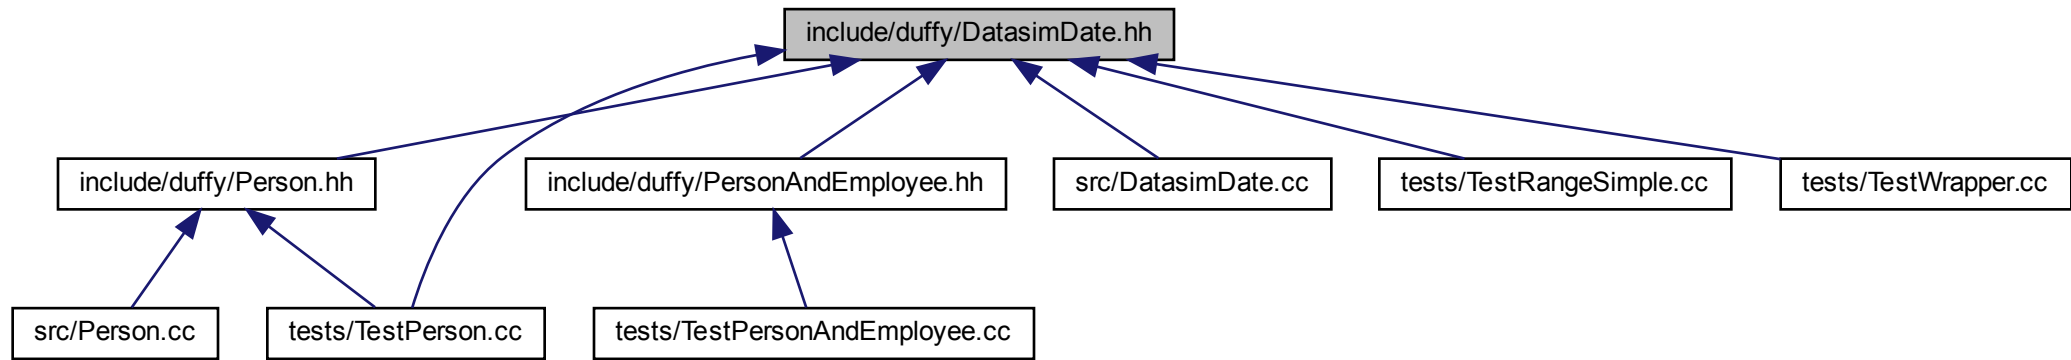 include/duffy/DatasimDate.hh
include/duffy/Person.hh
include/duffy/PersonAndEmployee.hh
src/DatasimDate.cc
tests/TestRangeSimple.cc
tests/TestWrapper.cc
src/Person.cc
tests/TestPerson.cc
tests/TestPersonAndEmployee.cc